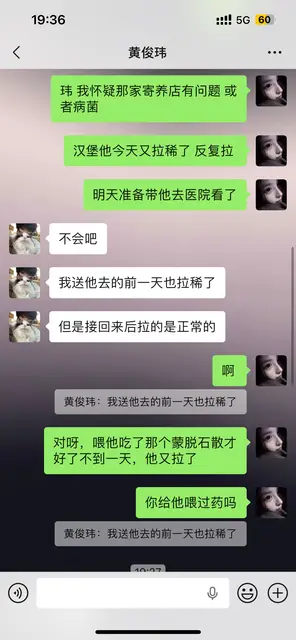 19:36
5G
60
黄俊玮
玮 我怀疑那家寄养店有问题 或
者病菌
汉堡他今天又拉稀了 反复拉
明天准备带他去医院看了
不会吧
我送他去的前一天也拉稀了
但是接回来后拉的是正常的
啊
黄俊玮：我送他去的前一天也拉稀了
对呀，喂他吃了那个蒙脱石散才
好了不到一天，他又拉了
你给他喂过药吗
黄俊玮：我送他去的前一天也拉稀了
19:37